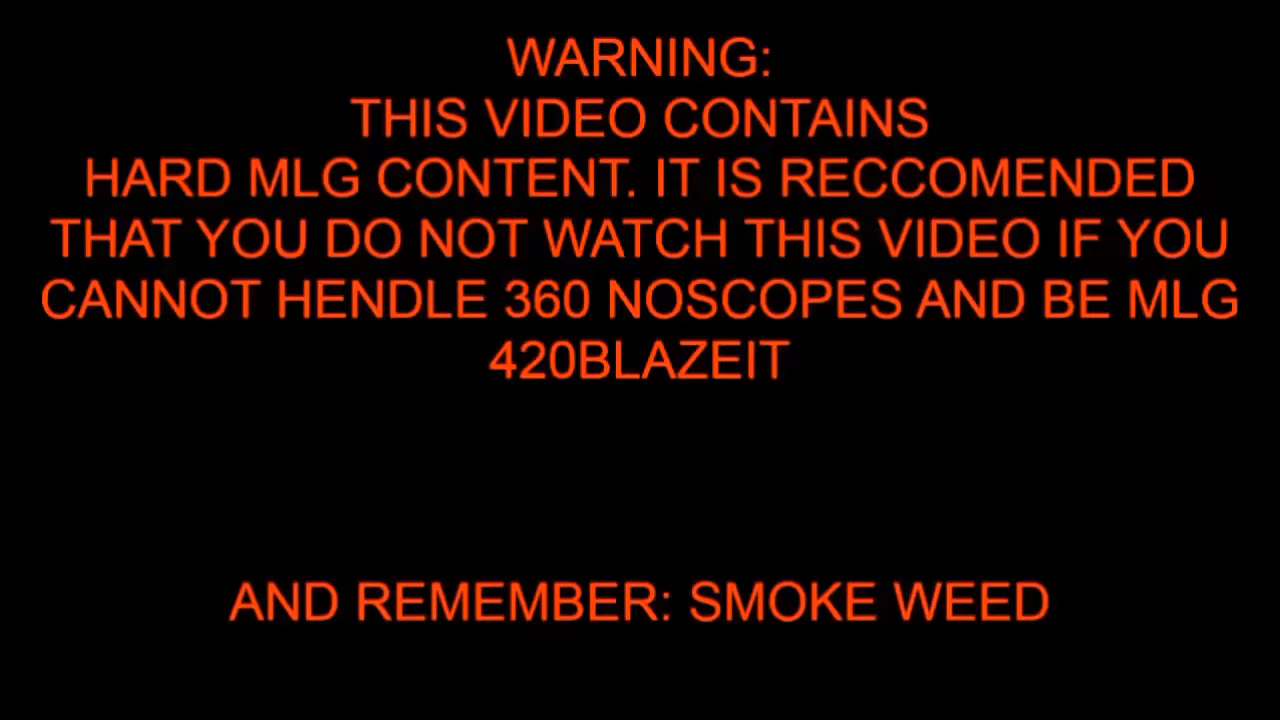 WARNING:
THIS VIDEO CONTAINS
HARD MLG CONTENT. IT IS RECCOMENDED
THAT YOU DO NOT WATCH THIS VIDEO IF YOU
CANNOT HENDLE 360 NOSCOPES AND BE MLG
420BLAZEIT
AND REMEMBER: SMOKE WEED